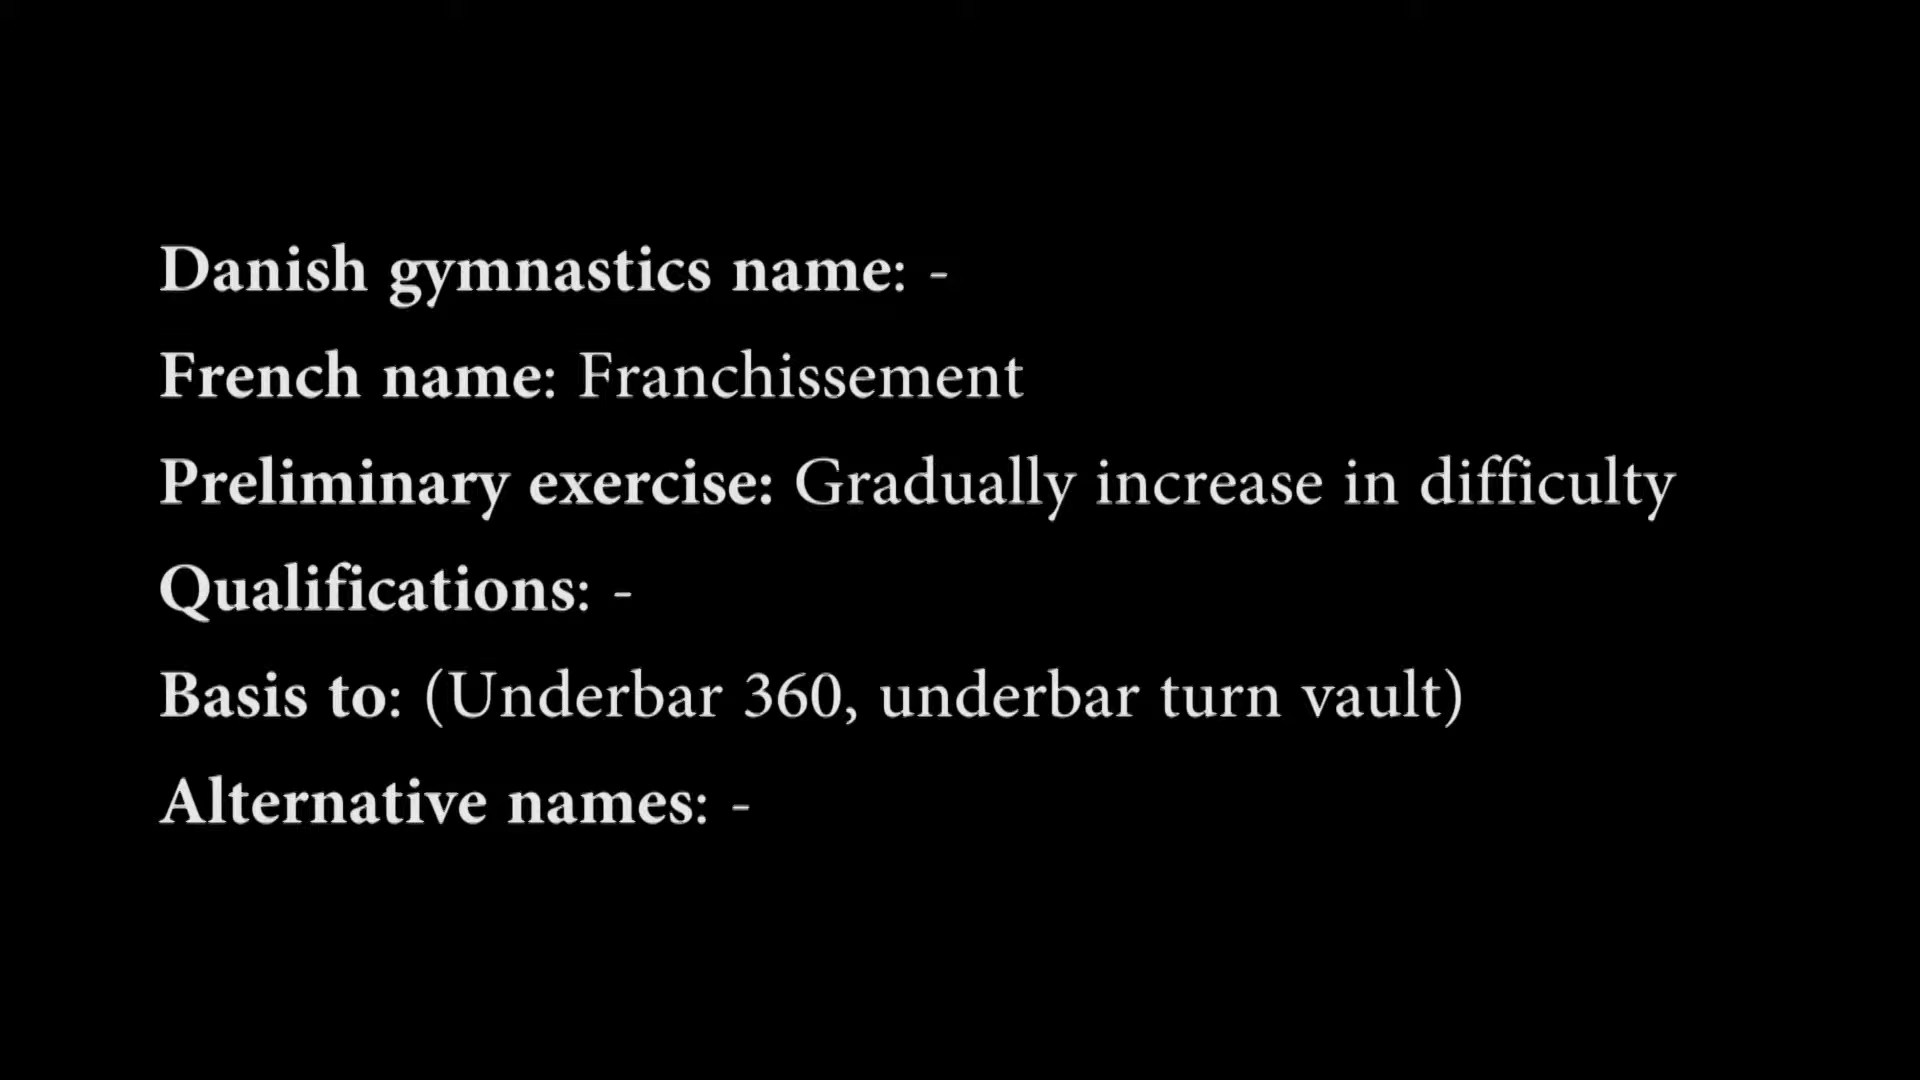 Danish gymnastics name: -
French name: Franchissement
Preliminary exercise: Gradually increase in difficulty
Qualifications: -
Basis to: (Underbar 360, underbar turn vault)
Alternative names: -